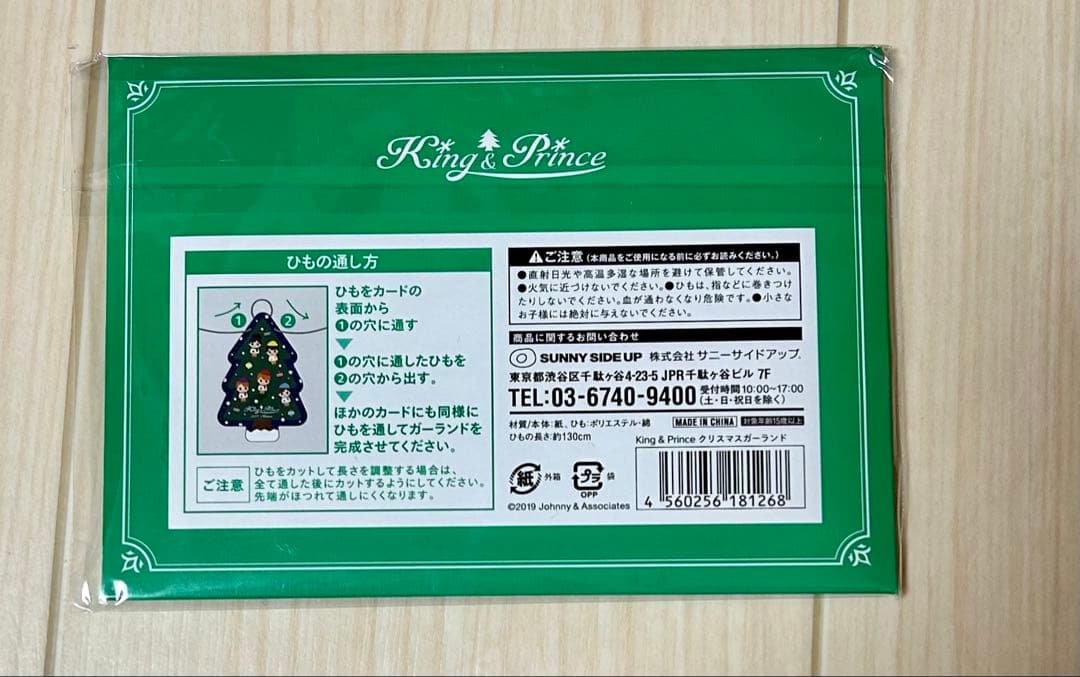 King & Prince
ひもの通し方
1 2
ひもをカードの
表面から
❶の穴に通す
▼
❶の穴に通したひもを
❷の穴から出す。
▼
ほかのカードにも同様に
ひもを通してガーランドを
完成させてください。
King & Prince
ご注意
ひもをカットして長さを調整する場合は、
全て通した後にカットするようにしてください。
先端がほつれて通しにくくなります。
⚠ご注意(本商品をご使用になる前に必ずお読みください。)
●直射日光や高温多湿な場所を避けて保管してください。
●火気に近づけないでください。●ひもは、指などに巻きつけ
たりしないでください。血が通わなくなり危険です。●小さな
お子様には絶対に与えないでください。
商品に関するお問い合わせ
SUNNY SIDE UP 株式会社 サニーサイドアップ.
東京都渋谷区千駄ヶ谷4-23-5 JPR千駄ヶ谷ビル 7F
TEL:03-6740-9400 受付時間 10:00~17:00
(土・日・祝日を除く)
材質/本体:紙、ひも:ポリエステル・綿
ひもの長さ:約130cm
MADE IN CHINA 対象年齢15歳以上
King & Prince クリスマスガーランド
紙 外箱 プラ 袋
OPP
©2019 Johnny & Associates
4 560256 181268